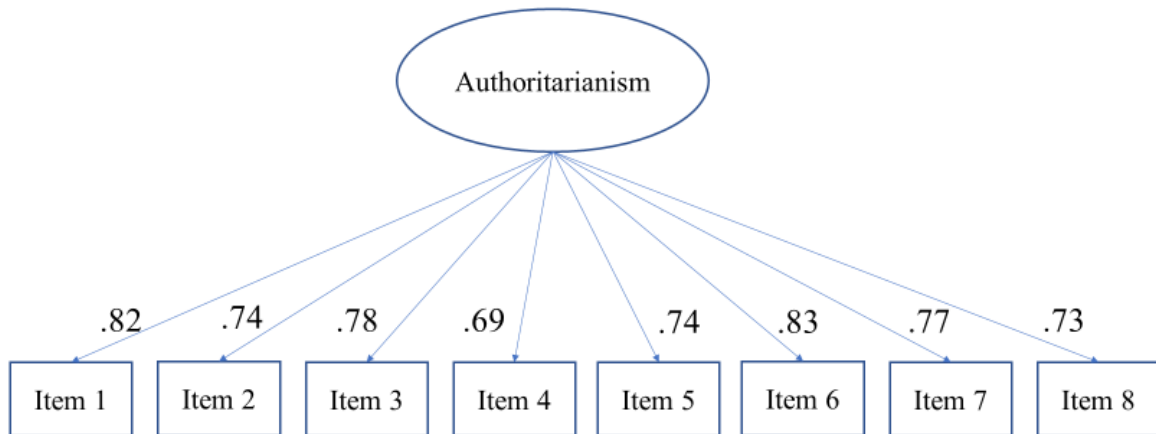 Authoritarianism
.82 .74 .78 .69 .74 .83 .77 .73
Item 1 Item 2 Item 3 Item 4 Item 5 Item 6 Item 7 Item 8